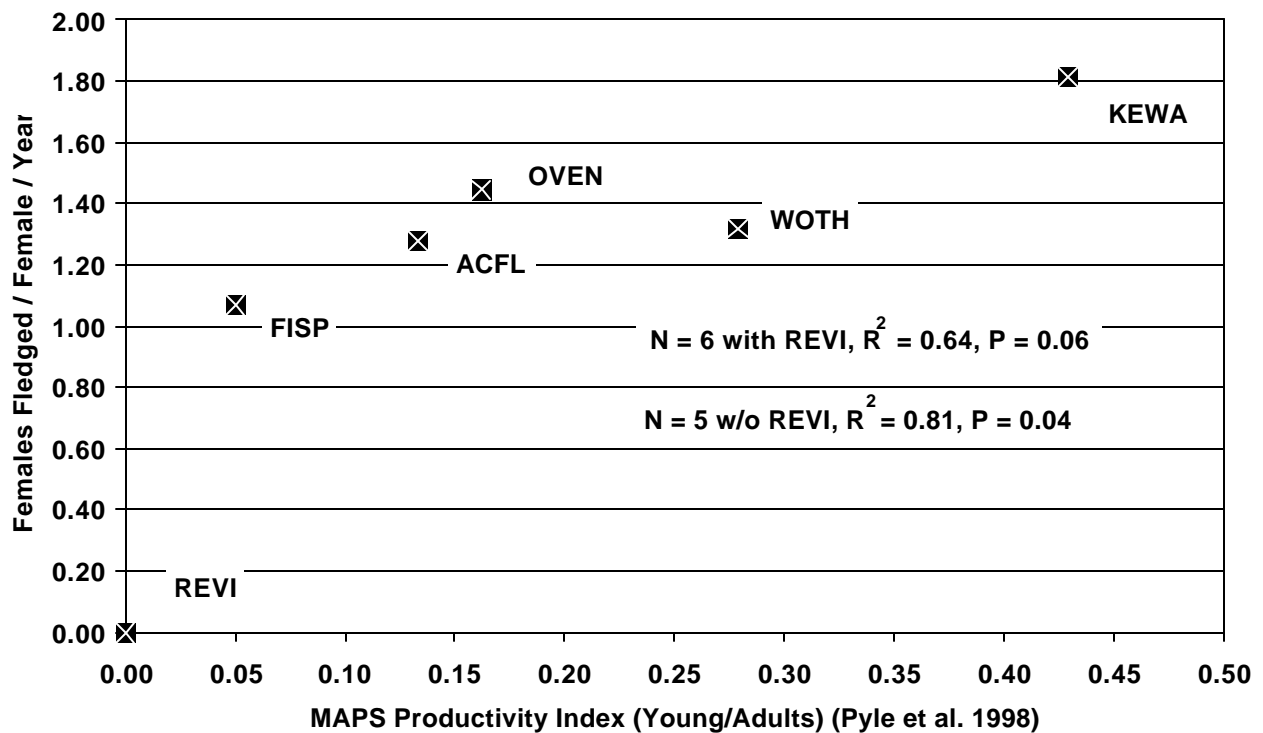 2.00
1.80
KEWA
1.60
OVEN
1.40
WOTH
1.20
ACFL
1.00
FISP
N = 6 with REVI, R2 = 0.64, P = 0.06
0.80
N = 5 w/o REVI, R2 = 0.81, P = 0.04
0.60
0.40
0.20
REVI
0.00
Females Fledged / Female / Year
0.00 0.05 0.10 0.15 0.20 0.25 0.30 0.35 0.40 0.45 0.50
MAPS Productivity Index (Young/Adults) (Pyle et al. 1998)